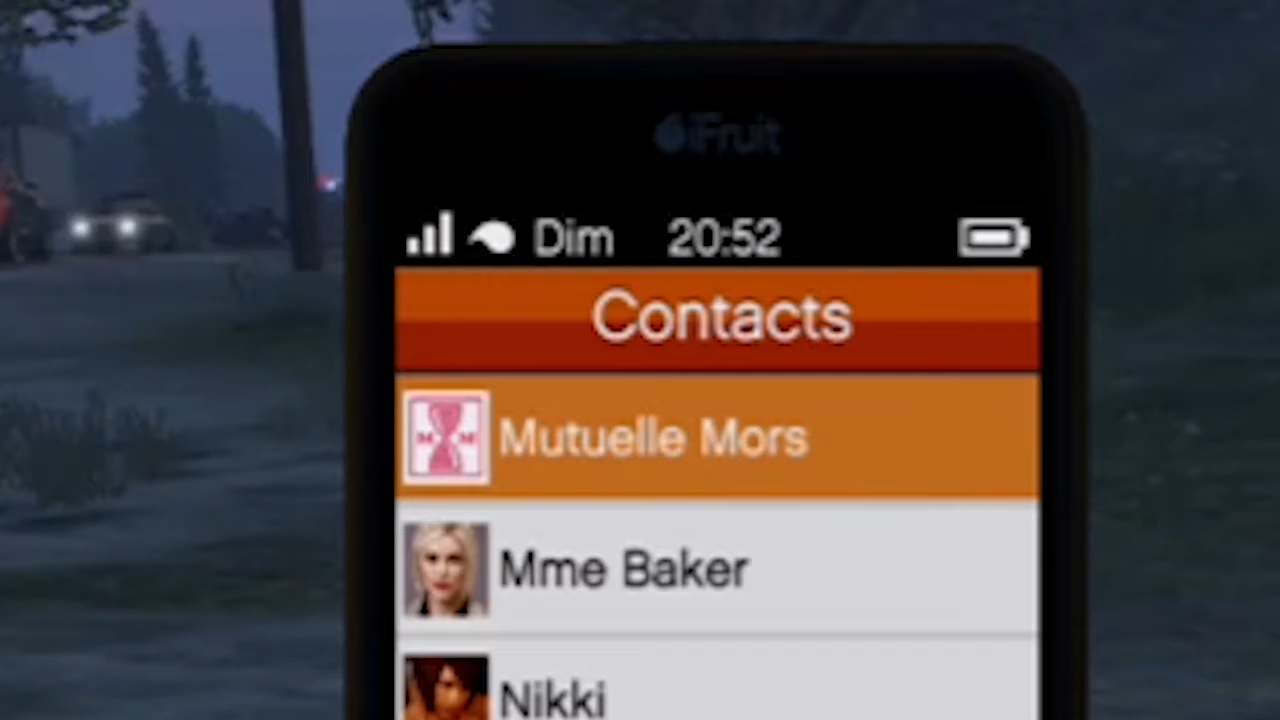 iFruit
Dim 20:52
Contacts
M M
Mutuelle Mors
Mme Baker
Nikki